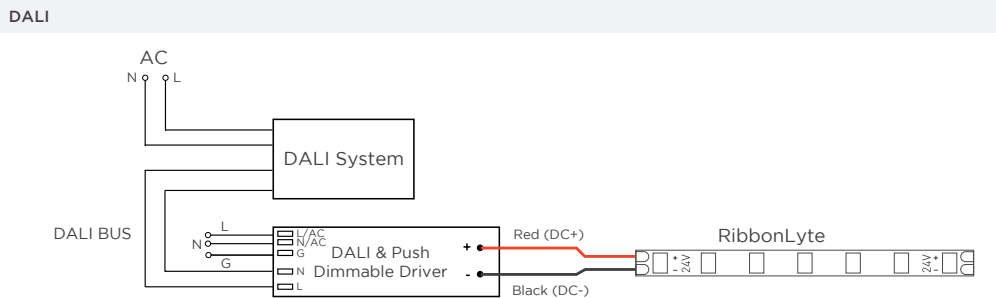 DALI
AC
N L
DALI System
DALI BUS
L
N
G
L/AC
N/AC
G
N
L
DALI & Push
Dimmable Driver
+
-
Red (DC+)
Black (DC-)
RibbonLyte
+
-
24V
24V
+
-